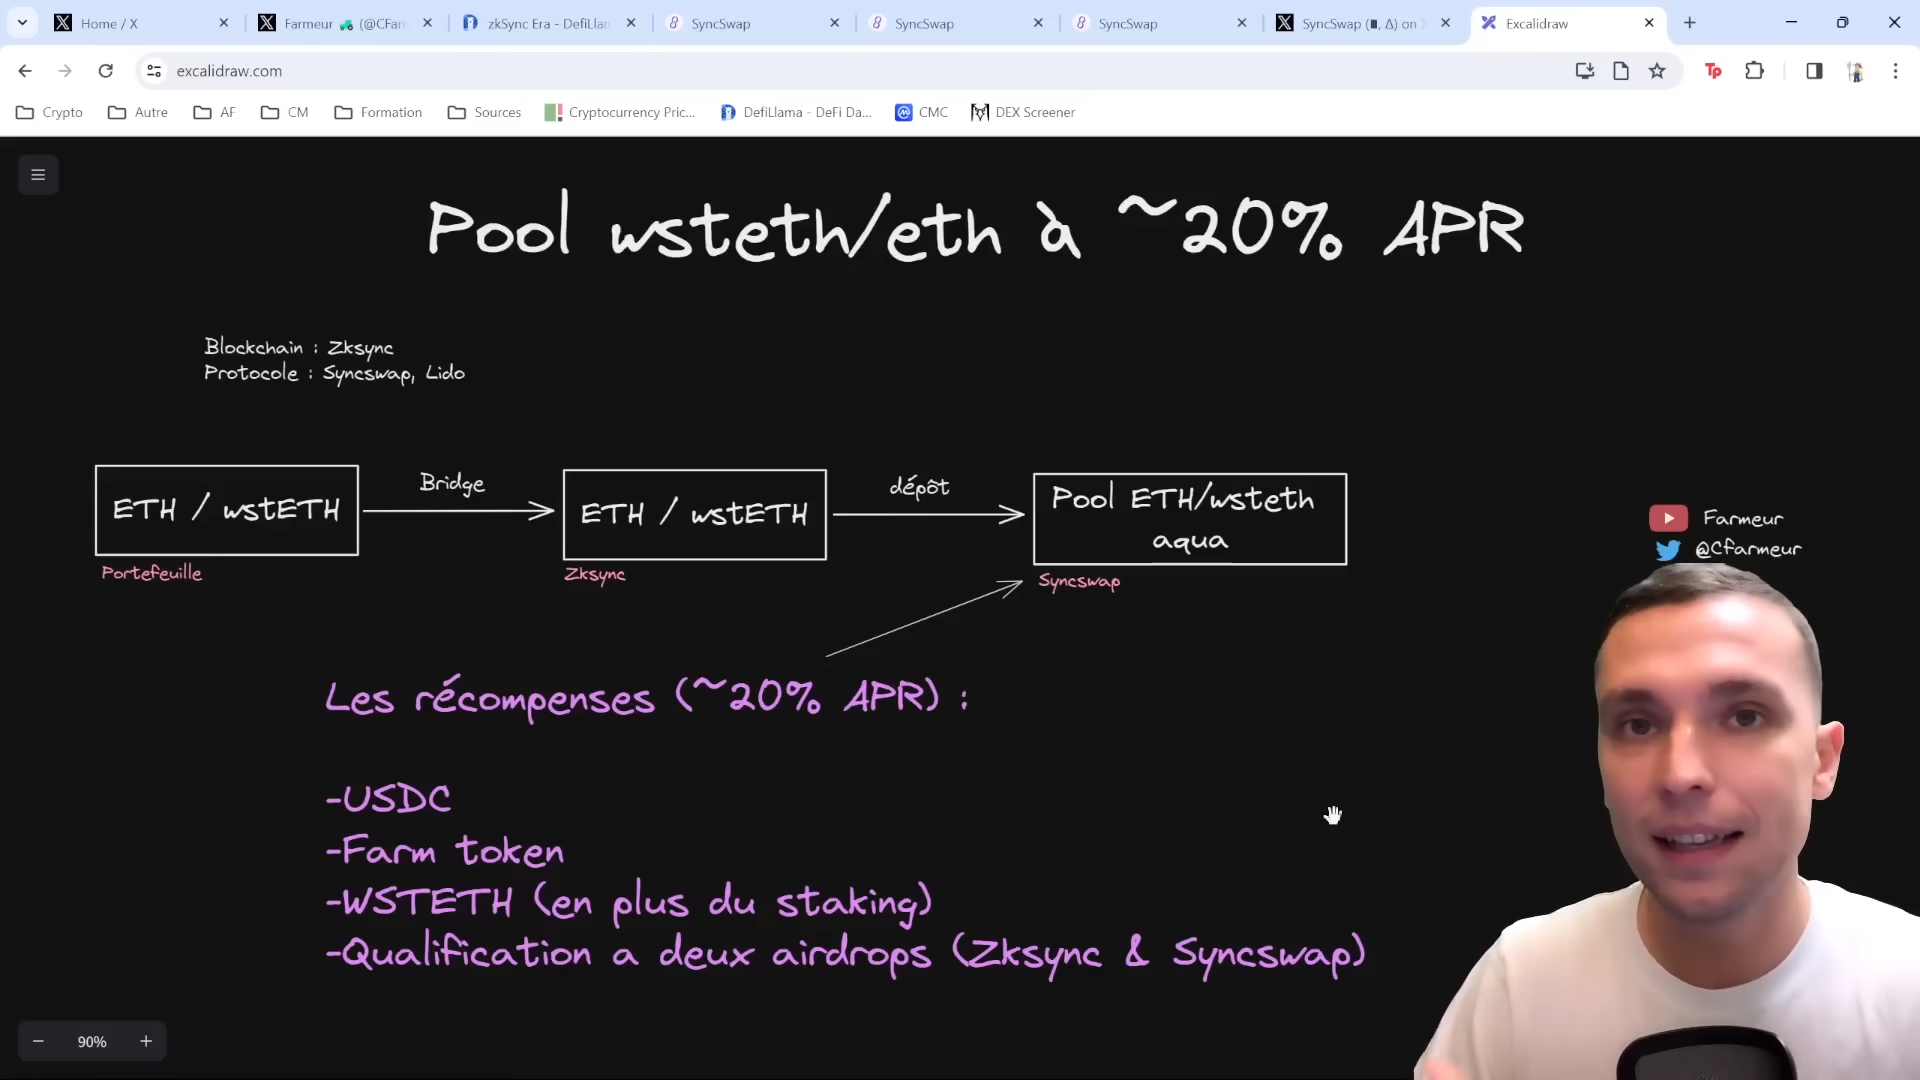 Home / X
Farmeur 🚜 (@CFarm
zkSync Era - DefiLlam
SyncSwap
SyncSwap
SyncSwap
SyncSwap (∎, ∆) on X
Excalidraw
excalidraw.com
Tp
Crypto
Autre
AF
CM
Formation
Sources
Cryptocurrency Pric...
DefiLlama - DeFi Da...
CMC
DEX Screener
Pool wsteth/eth à ~20% APR
Blockchain : Zksync
Protocole : Syncswap, Lido
ETH / wstETH
Portefeuille
Bridge
ETH / wstETH
Zksync
dépôt
Pool ETH/wsteth
aqua
Syncswap
Farmeur
@Cfarmeur
Les récompenses (~20% APR) :
-USDC
-Farm token
-WSTETH (en plus du staking)
-Qualification a deux airdrops (Zksync & Syncswap)
90%